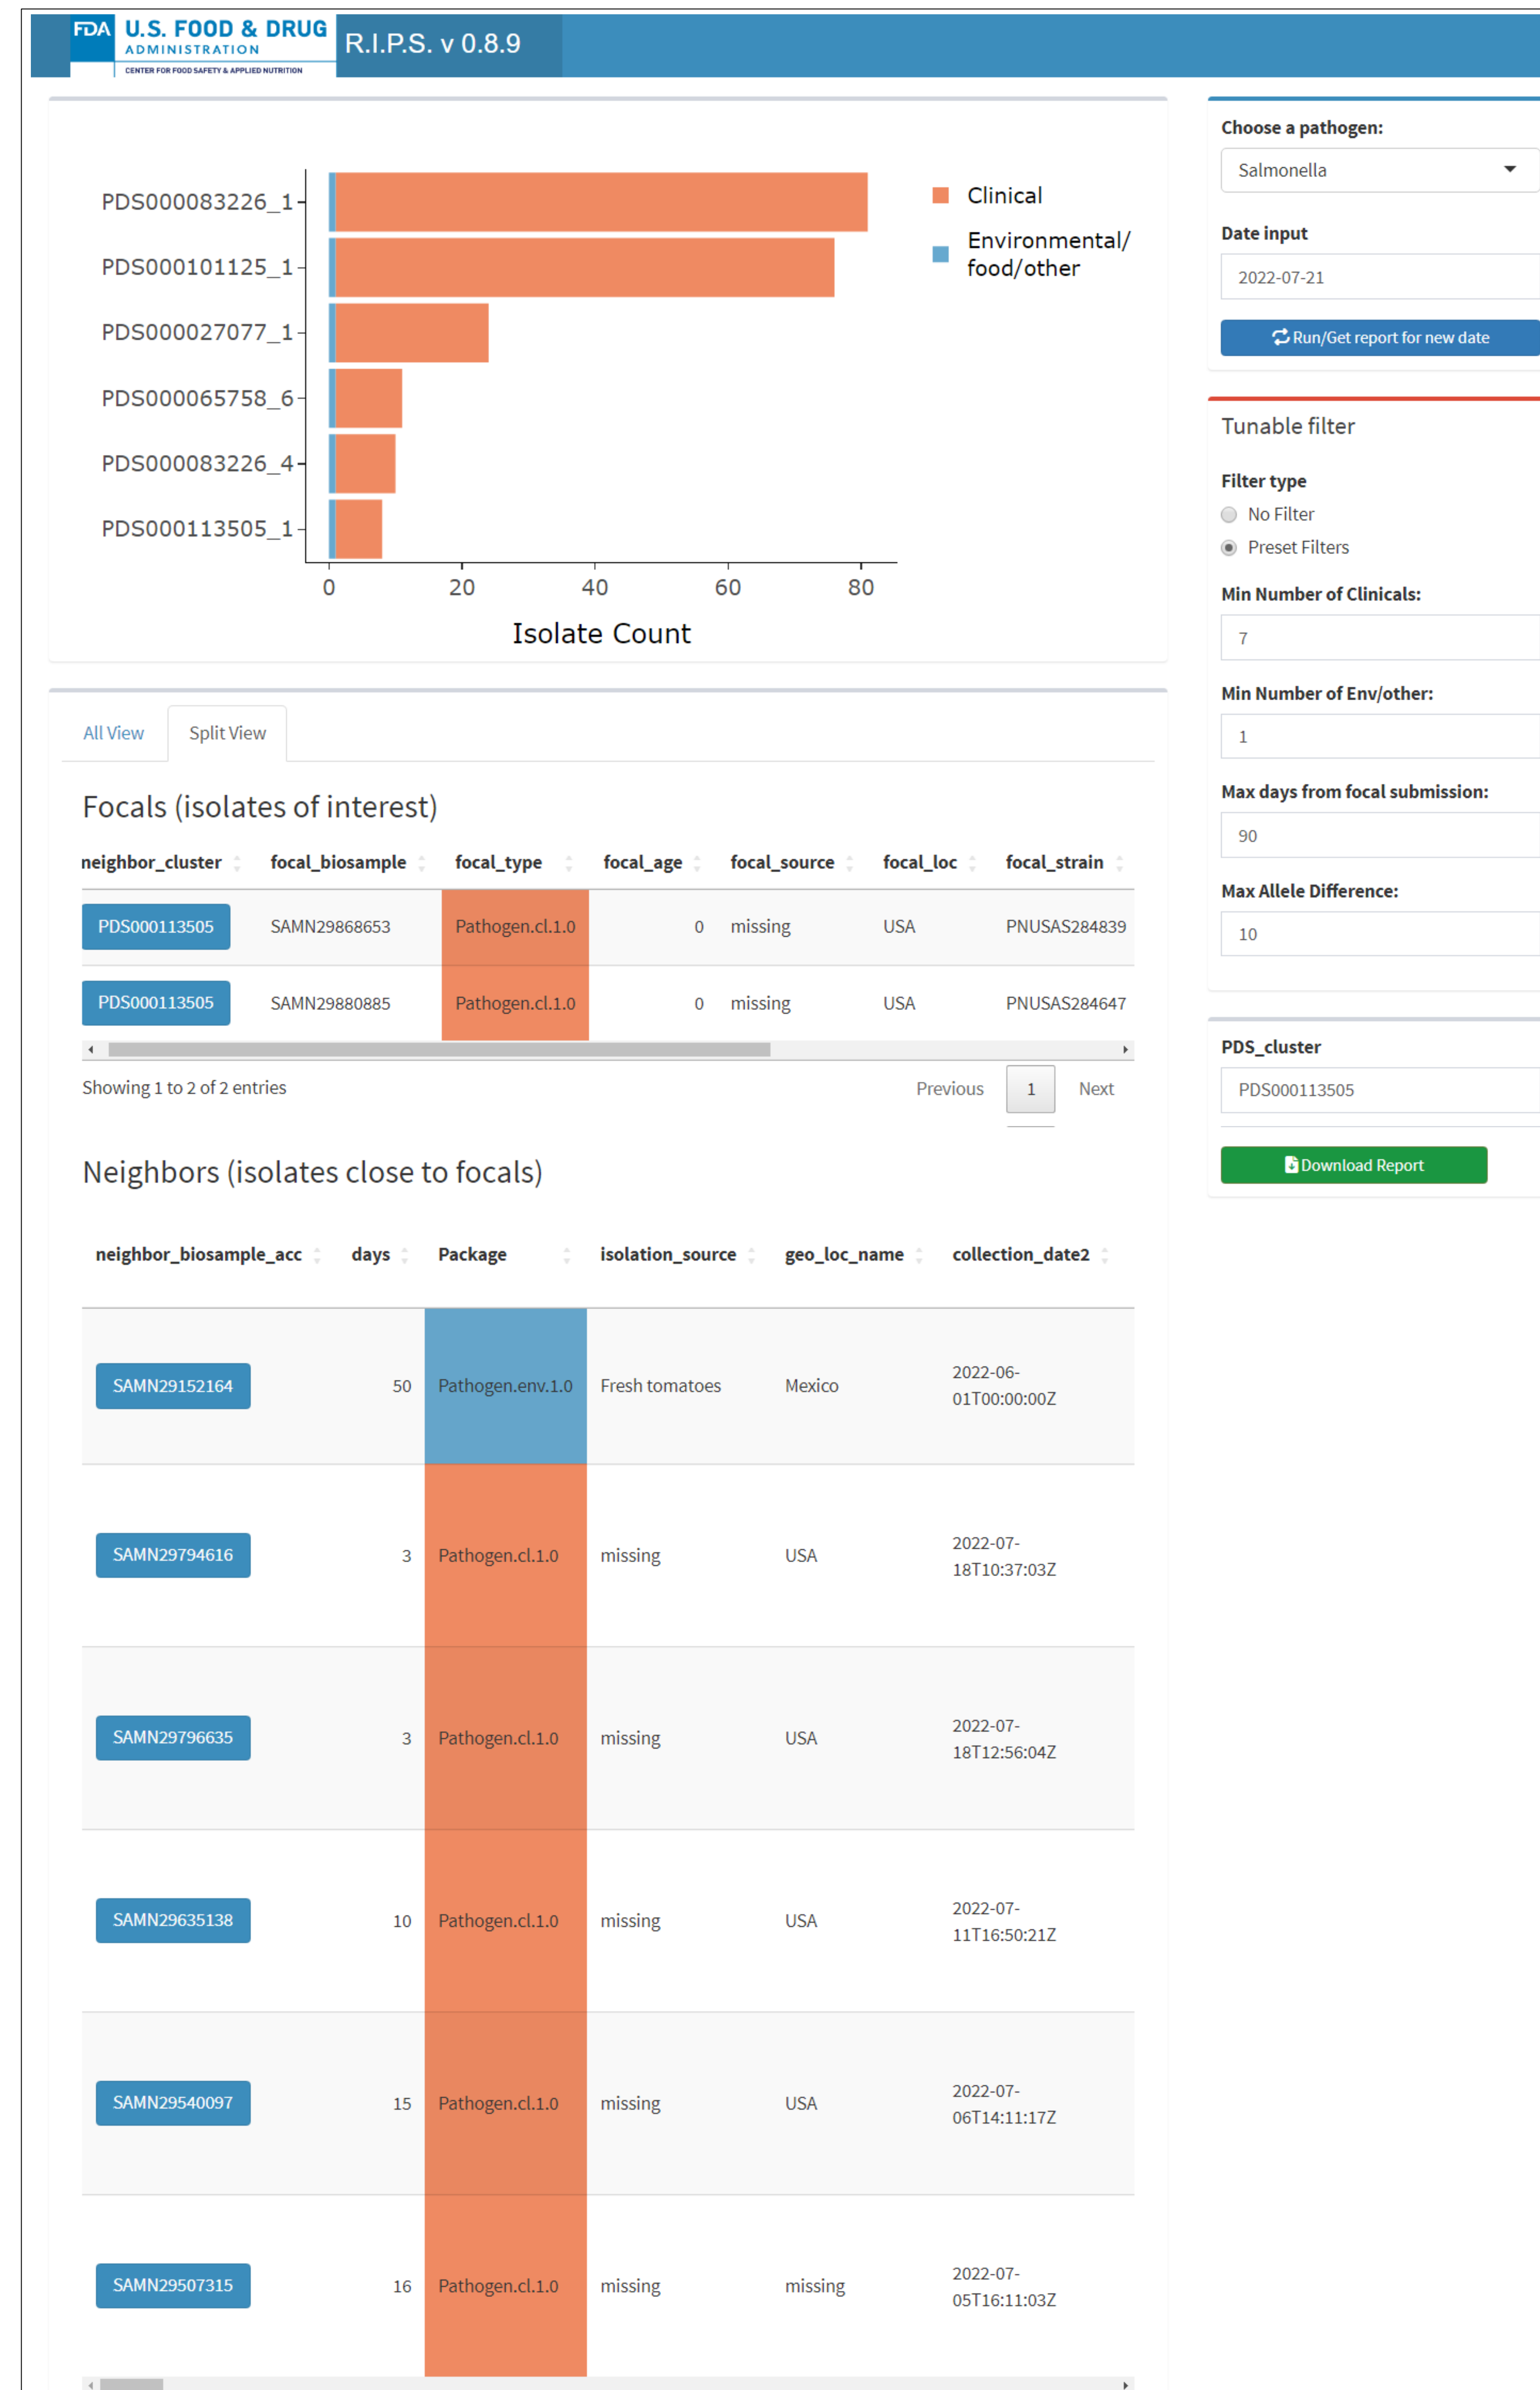 FDA U.S. FOOD & DRUG
ADMINISTRATION
CENTER FOR FOOD SAFETY & APPLIED NUTRITION
R.I.P.S. v 0.8.9
PDS000083226_1
PDS000101125_1
PDS000027077_1
PDS000065758_6
PDS000083226_4
PDS000113505_1
0 20 40 60 80
Isolate Count
Clinical
Environmental/
food/other
Choose a pathogen:
Salmonella
Date input
2022-07-21
Run/Get report for new date
Tunable filter
Filter type
No Filter
Preset Filters
Min Number of Clinicals:
7
Min Number of Env/other:
1
Max days from focal submission:
90
Max Allele Difference:
10
PDS_cluster
PDS000113505
Download Report
All View Split View
Focals (isolates of interest)
neighbor_cluster focal_biosample focal_type focal_age focal_source focal_loc focal_strain
PDS000113505 SAMN29868653 Pathogen.cl.1.0 0 missing USA PNUSAS284839
PDS000113505 SAMN29880885 Pathogen.cl.1.0 0 missing USA PNUSAS284647
Showing 1 to 2 of 2 entries
Previous 1 Next
Neighbors (isolates close to focals)
neighbor_biosample_acc days Package isolation_source geo_loc_name collection_date2
SAMN29152164 50 Pathogen.env.1.0 Fresh tomatoes Mexico 2022-06-
01T00:00:00Z
SAMN29794616 3 Pathogen.cl.1.0 missing USA 2022-07-
18T10:37:03Z
SAMN29796635 3 Pathogen.cl.1.0 missing USA 2022-07-
18T12:56:04Z
SAMN29635138 10 Pathogen.cl.1.0 missing USA 2022-07-
11T16:50:21Z
SAMN29540097 15 Pathogen.cl.1.0 missing USA 2022-07-
06T14:11:17Z
SAMN29507315 16 Pathogen.cl.1.0 missing missing 2022-07-
05T16:11:03Z